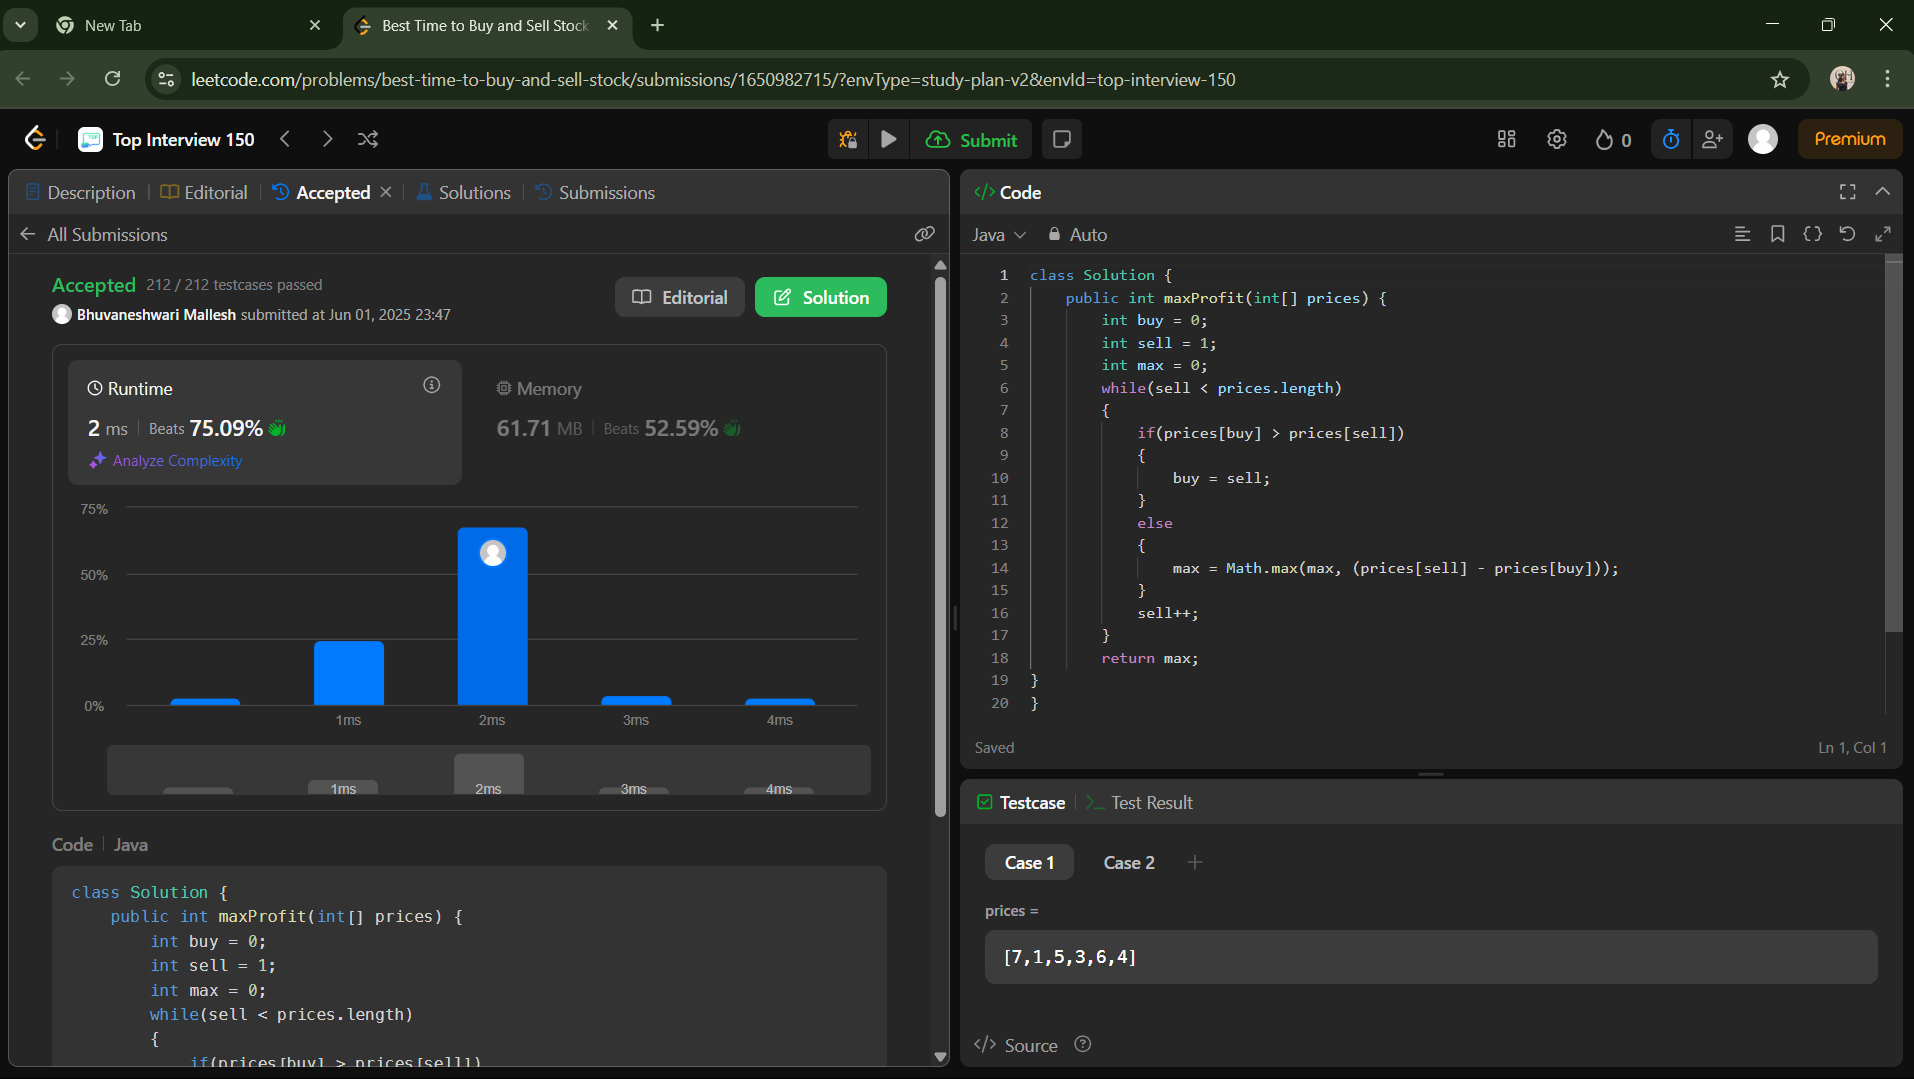 New Tab
Best Time to Buy and Sell Stock
leetcode.com/problems/best-time-to-buy-and-sell-stock/submissions/1650982715/?envType=study-plan-v2&envId=top-interview-150
Top Interview 150
Submit
0
Premium
Description
Editorial
Accepted
Solutions
Submissions
All Submissions
Accepted 212 / 212 testcases passed
Bhuvaneshwari Mallesh submitted at Jun 01, 2025 23:47
Editorial
Solution
Runtime
2 ms | Beats 75.09%
Analyze Complexity
Memory
61.71 MB | Beats 52.59%
75%
50%
25%
0%
1ms 2ms 3ms 4ms
1ms 2ms 3ms 4ms
Code | Java
class Solution {
public int maxProfit(int[] prices) {
int buy = 0;
int sell = 1;
int max = 0;
while(sell < prices.length)
{
if(prices[buy] > prices[sell])
</> Code
Java
Auto
1 class Solution {
2 public int maxProfit(int[] prices) {
3 int buy = 0;
4 int sell = 1;
5 int max = 0;
6 while(sell < prices.length)
7 {
8 if(prices[buy] > prices[sell])
9 {
10 buy = sell;
11 }
12 else
13 {
14 max = Math.max(max, (prices[sell] - prices[buy]));
15 }
16 sell++;
17 }
18 return max;
19 }
20 }
Saved
Ln 1, Col 1
Testcase
Test Result
Case 1
Case 2
prices =
[7,1,5,3,6,4]
</> Source